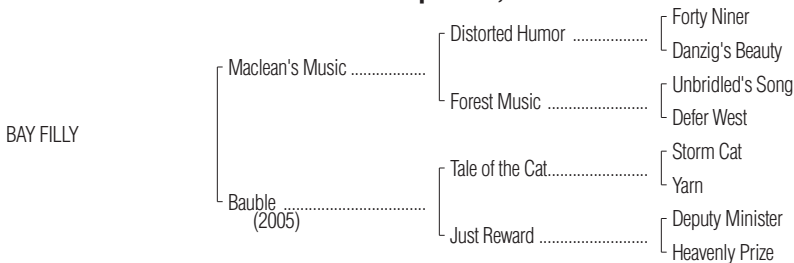 Forty Niner
Distorted Humor ..................
Danzig's Beauty
Maclean's Music ..................
Unbridled's Song
Forest Music ........................
Defer West
BAY FILLY
Storm Cat
Tale of the Cat........................
Yarn
Bauble ..................................
(2005)
Deputy Minister
Just Reward ..........................
Heavenly Prize